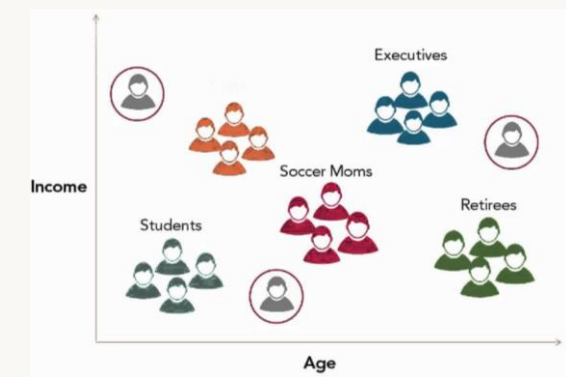 Executives
Soccer Moms
Income
Retirees
Students
Age